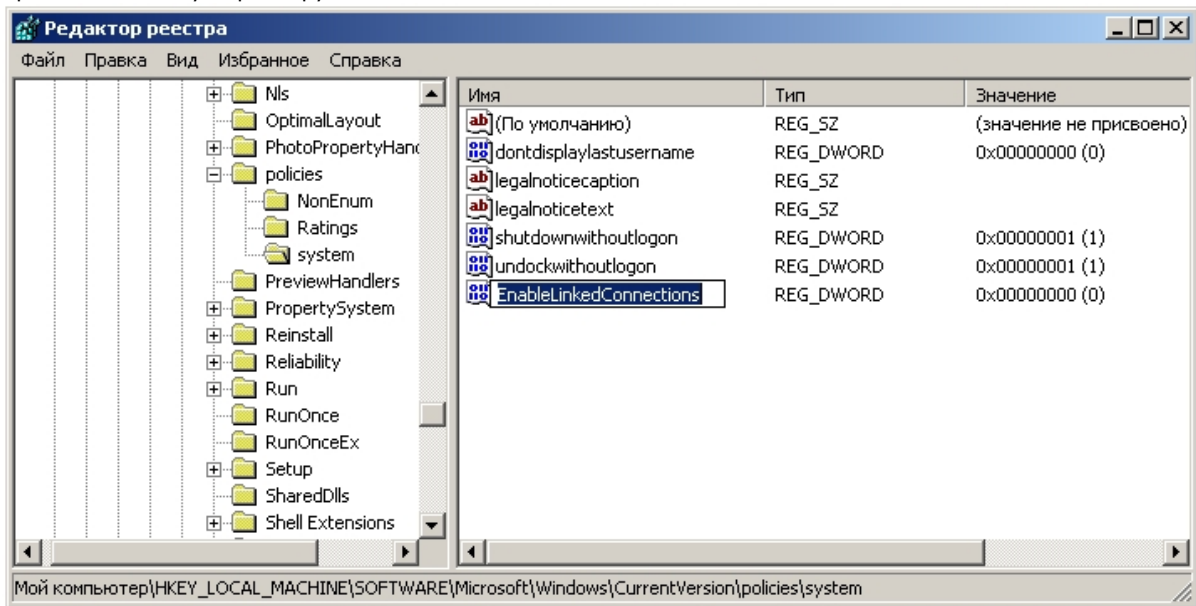 Редактор реестра
Файл Правка Вид Избранное Справка
Nls
OptimalLayout
PhotoPropertyHand
policies
NonEnum
Ratings
system
PreviewHandlers
PropertySystem
Reinstall
Reliability
Run
RunOnce
RunOnceEx
Setup
SharedDlls
Shell Extensions
Имя Тип Значение
(По умолчанию) REG_SZ (значение не присвоено)
dontdisplaylastusername REG_DWORD 0x00000000 (0)
legalnoticecaption REG_SZ
legalnoticetext REG_SZ
shutdownwithoutlogon REG_DWORD 0x00000001 (1)
undockwithoutlogon REG_DWORD 0x00000001 (1)
EnableLinkedConnections REG_DWORD 0x00000000 (0)
Мой компьютер\HKEY_LOCAL_MACHINE\SOFTWARE\Microsoft\Windows\CurrentVersion\policies\system